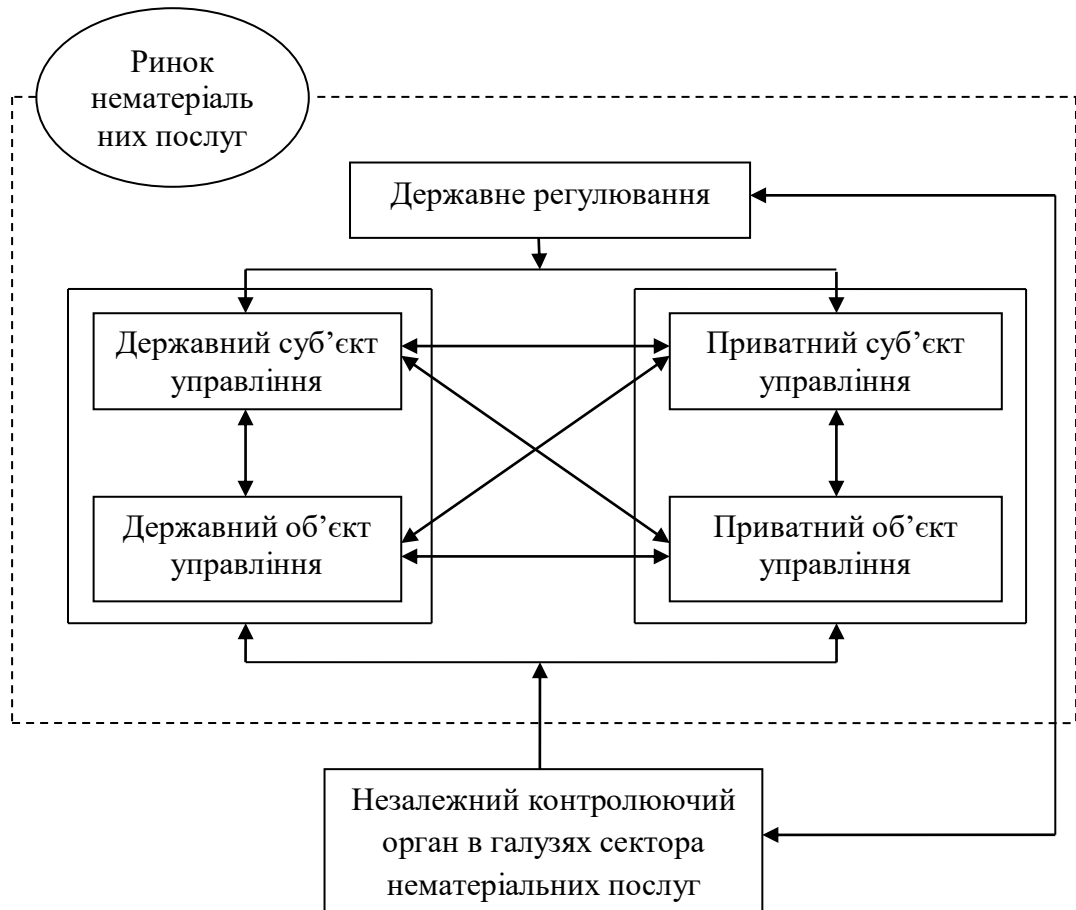 Ринок
нематеріаль
них послуг
Державне регулювання
Державний суб’єкт
управління
Приватний суб’єкт
управління
Державний об’єкт
управління
Приватний об’єкт
управління
Незалежний контролюючий
орган в галузях сектора
нематеріальних послуг